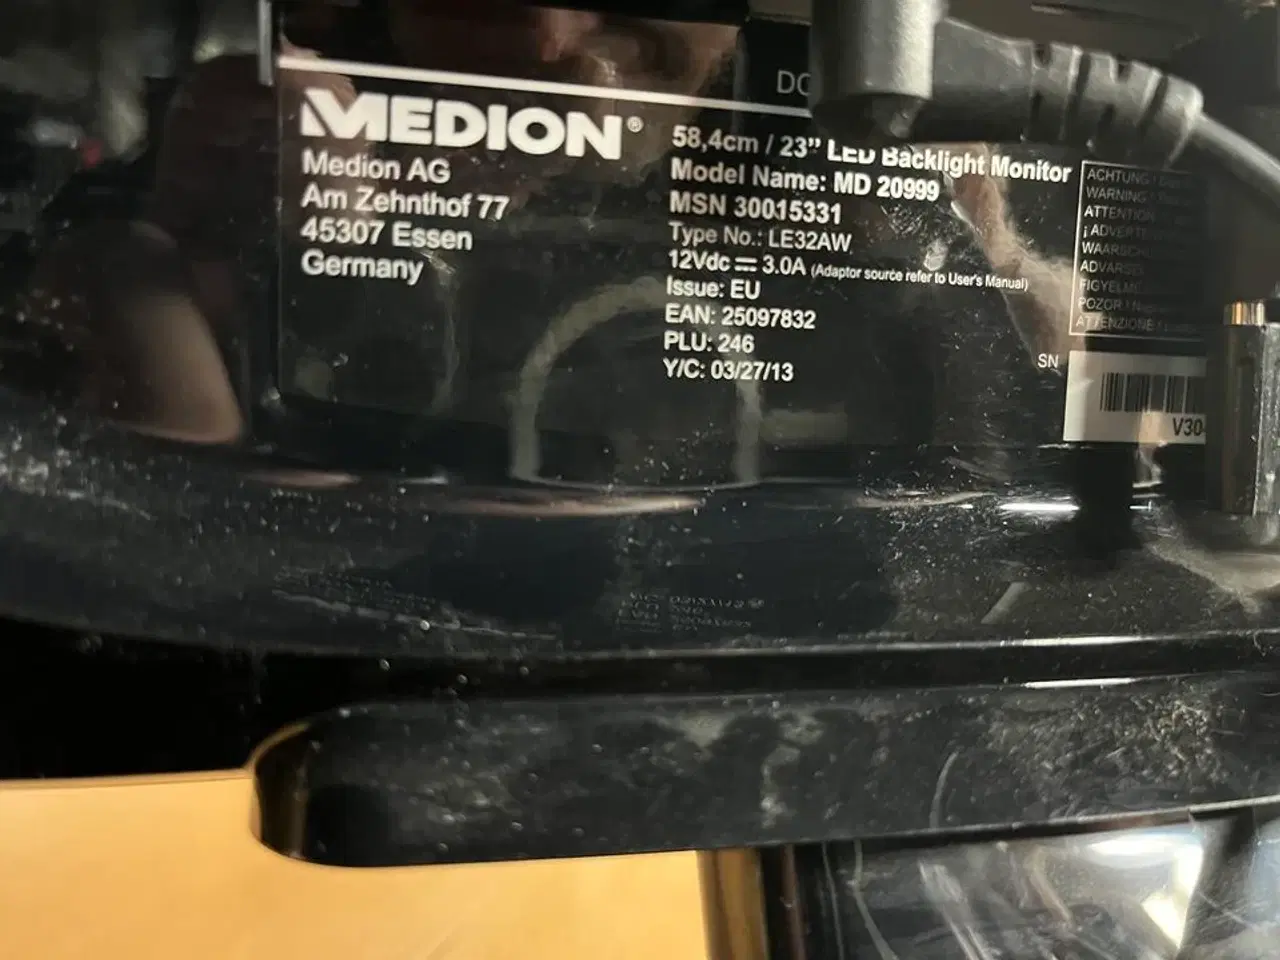 DC
MEDION®
Medion AG
Am Zehnthof 77
45307 Essen
Germany
58,4cm / 23” LED Backlight Monitor
Model Name: MD 20999
MSN 30015331
Type No.: LE32AW
12Vdc ⎓ 3.0A (Adaptor source refer to User's Manual)
Issue: EU
EAN: 25097832
PLU: 246
Y/C: 03/27/13
ACHTUNG !
WARNING !
ATTENTION
¡ ADVERTE
WAARSCH
ADVARSEL
FIGYELM
POZOR !
ATTENZIONE !
SN
V30